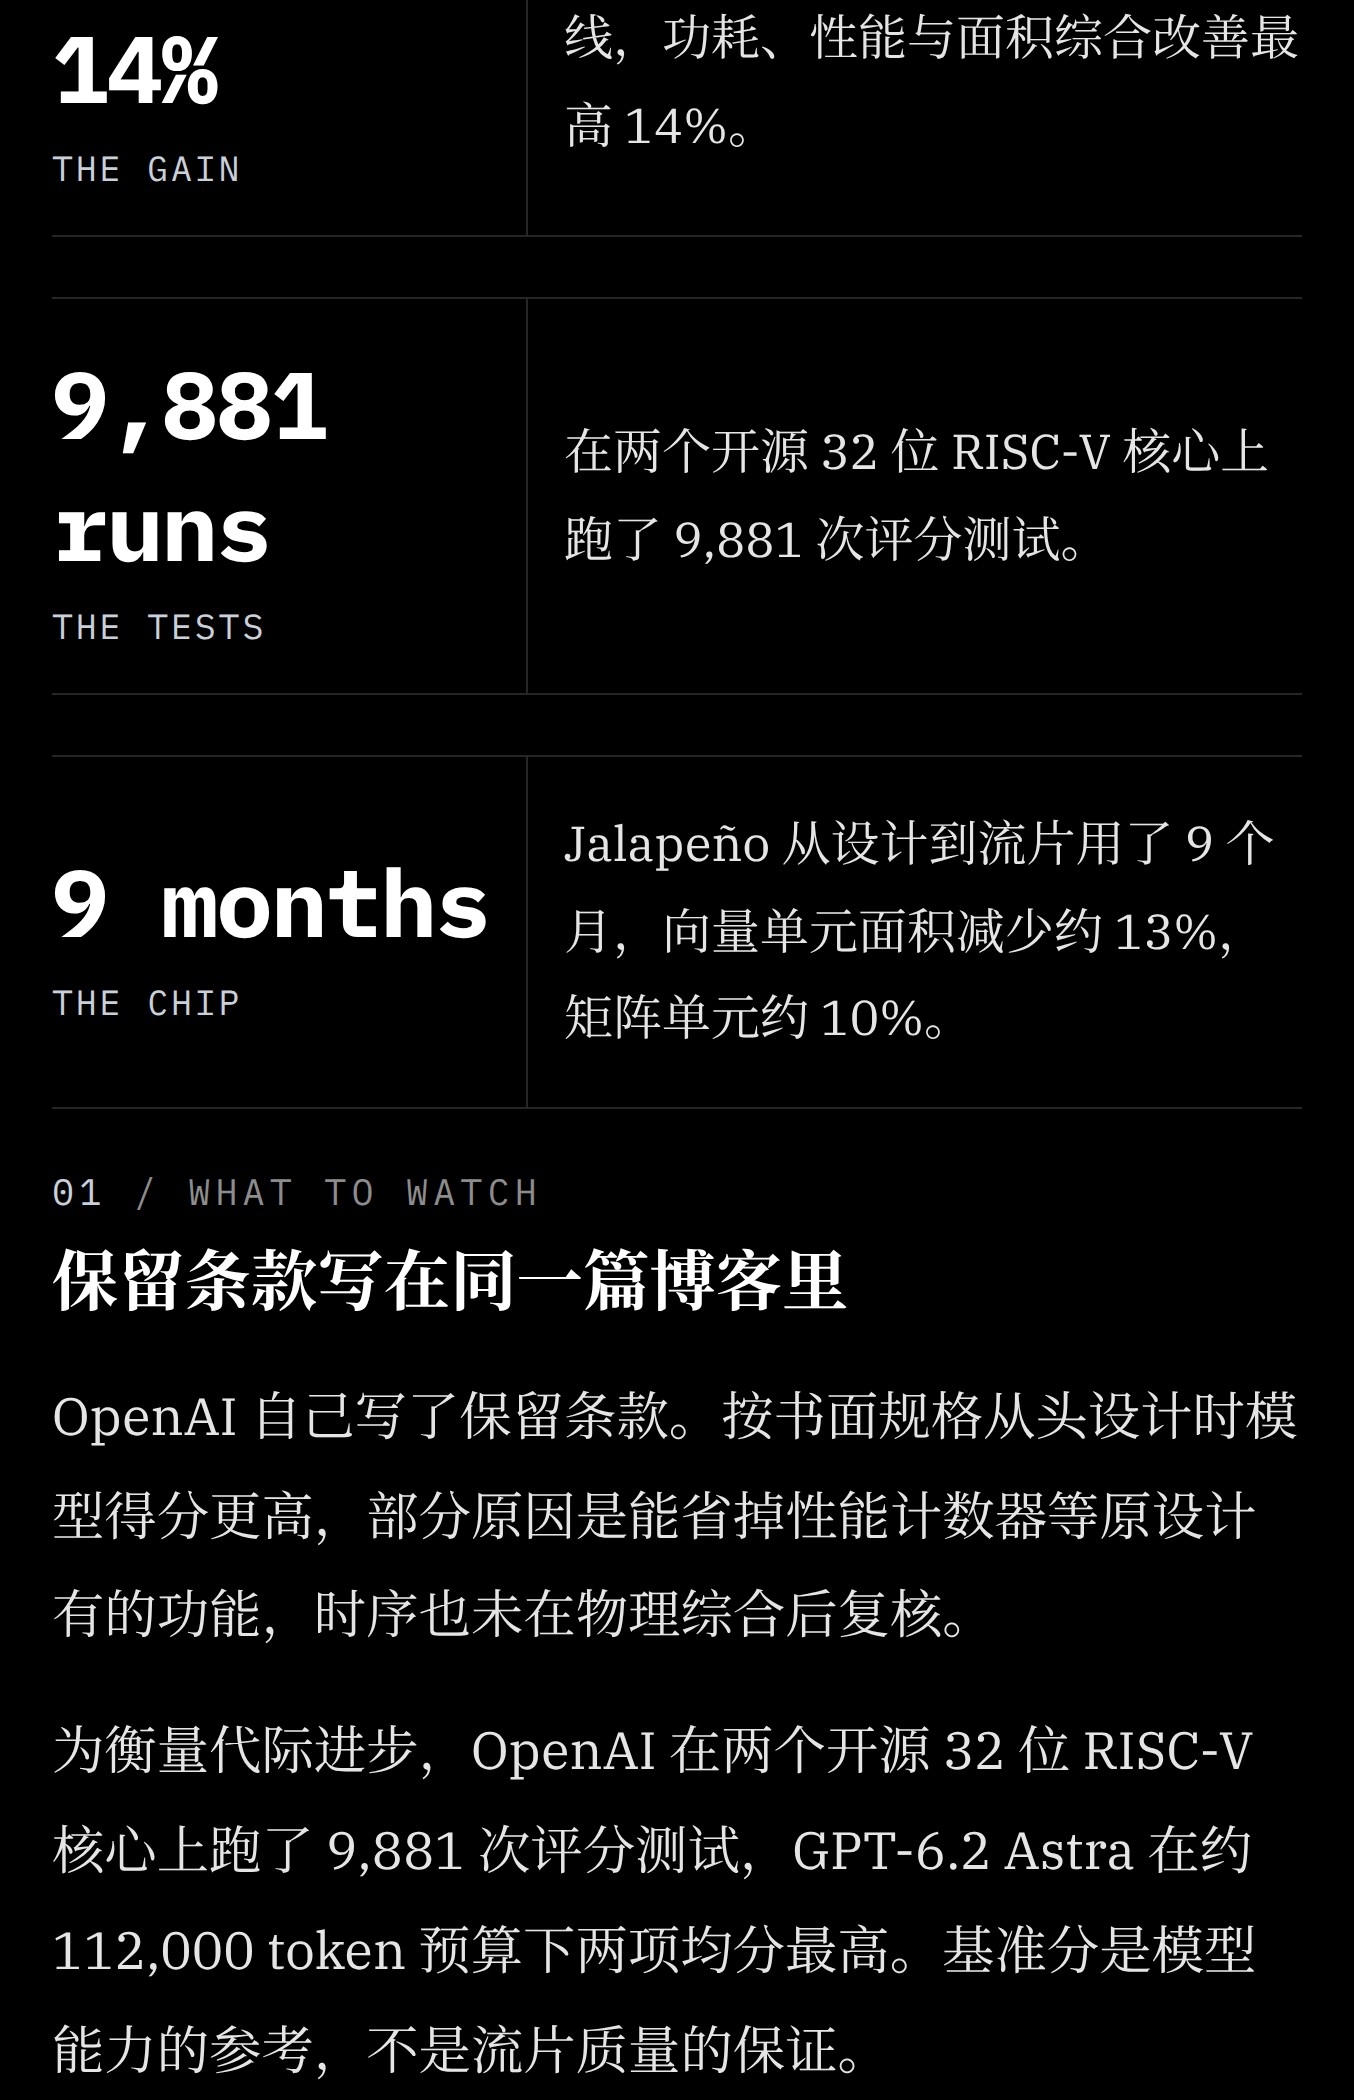 14%
THE GAIN
线，功耗、性能与面积综合改善最
高 14%。
9,881
runs
THE TESTS
在两个开源 32 位 RISC-V 核心上
跑了 9,881 次评分测试。
9 months
THE CHIP
Jalapeño 从设计到流片用了 9 个
月，向量单元面积减少约 13%，
矩阵单元约 10%。
01 / WHAT TO WATCH
保留条款写在同一篇博客里
OpenAI 自己写了保留条款。按书面规格从头设计时模
型得分更高，部分原因是能省掉性能计数器等原设计
有的功能，时序也未在物理综合后复核。
为衡量代际进步，OpenAI 在两个开源 32 位 RISC-V
核心上跑了 9,881 次评分测试，GPT-6.2 Astra 在约
112,000 token 预算下两项均分最高。基准分是模型
能力的参考，不是流片质量的保证。